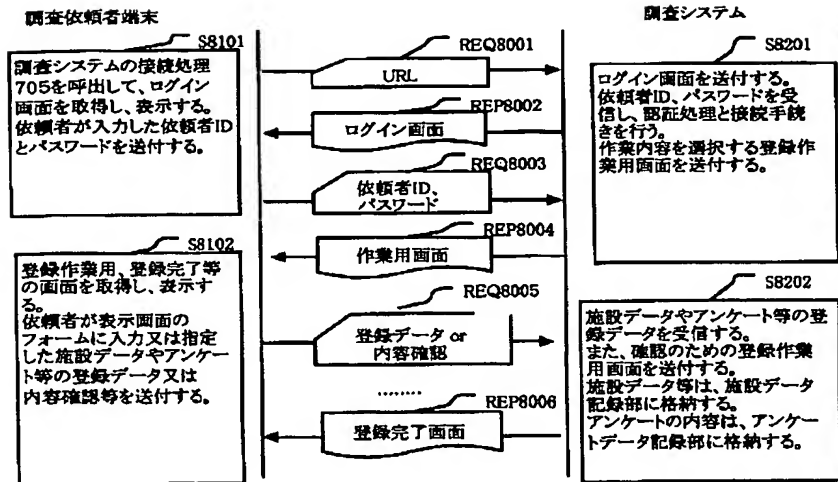 調査依頼者端末
調査システム
S8101
調査システムの接続処理
705を呼出して、ログイン
画面を取得し、表示する。
依頼者が入力した依頼者ID
とパスワードを送付する。
REQ8001
URL
REP8002
ログイン画面
REQ8003
依頼者ID、
パスワード
REP8004
作業用画面
S8201
ログイン画面を送付する。
依頼者ID、パスワードを受
信し、認証処理と接続手続
きを行う。
作業内容を選択する登録作
業用画面を送付する。
S8102
登録作業用、登録完了等
の画面を取得し、表示す
る。
依頼者が表示画面の
フォームに入力又は指定
した施設データやアンケー
ト等の登録データ又は
内容確認等を送付する。
REQ8005
登録データ or
内容確認
........
REP8006
登録完了画面
S8202
施設データやアンケート等の登
録データを受信する。
また、確認のための登録作業
用画面を送付する。
施設データ等は、施設データ
記録部に格納する。
アンケートの内容は、アンケー
トデータ記録部に格納する。